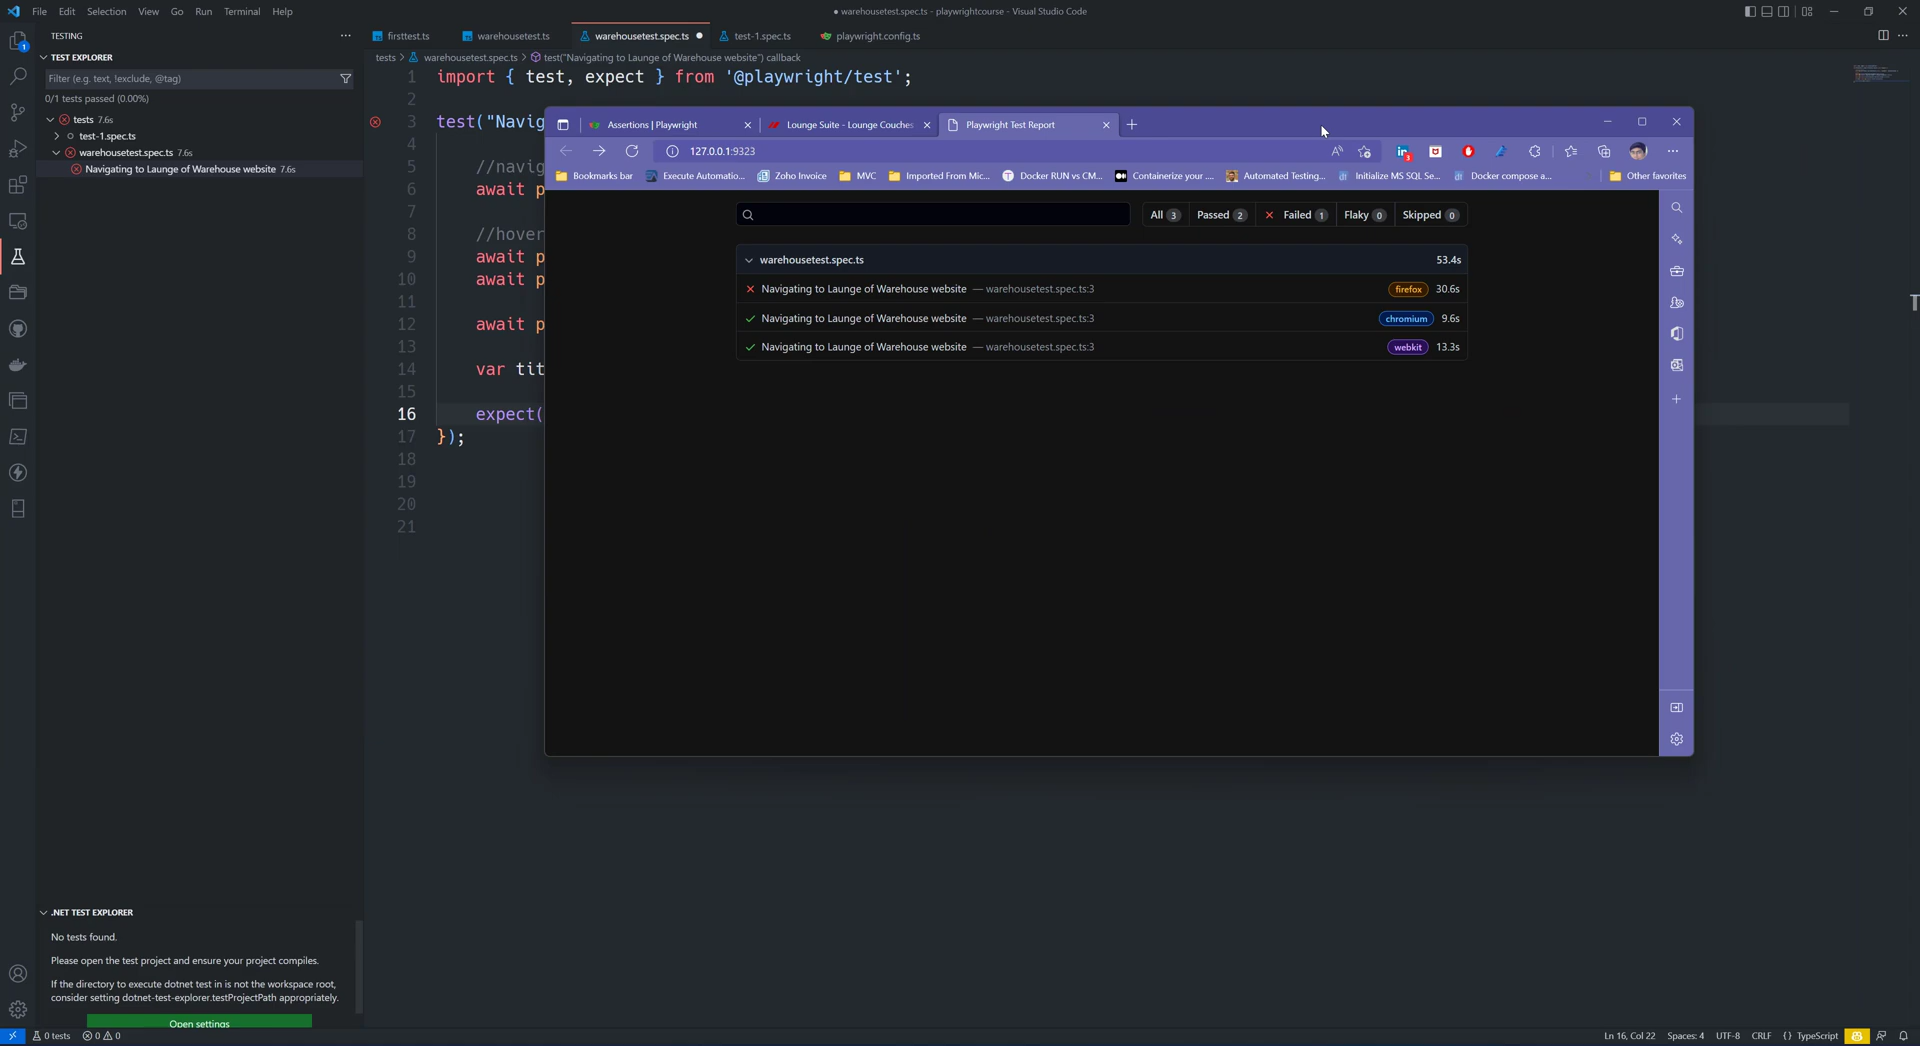 File Edit Selection View Go Run Terminal Help
● warehousetest.spec.ts - playwrightcourse - Visual Studio Code
TESTING
TEST EXPLORER
Filter (e.g. text, !exclude, @tag)
0/1 tests passed (0.00%)
tests 7.6s
test-1.spec.ts
warehousetest.spec.ts 7.6s
Navigating to Launge of Warehouse website 7.6s
firsttest.ts
warehousetest.ts
warehousetest.spec.ts ●
test-1.spec.ts
playwright.config.ts
tests > warehousetest.spec.ts > test("Navigating to Launge of Warehouse website") callback
1 import { test, expect } from '@playwright/test';
2
3 test("Navig
4
5 //navig
6 await p
7
8 //hover
9 await p
10 await p
11
12 await p
13
14 var tit
15
16 expect(
17 });
18
19
20
21
Assertions | Playwright
Lounge Suite - Lounge Couches
Playwright Test Report
127.0.0.1:9323
3
Bookmarks bar
Execute Automatio...
Zoho Invoice
MVC
Imported From Mic...
Docker RUN vs CM...
Containerize your ....
Automated Testing...
Initialize MS SQL Se...
Docker compose a...
Other favorites
All 3 Passed 2 Failed 1 Flaky 0 Skipped 0
warehousetest.spec.ts 53.4s
Navigating to Launge of Warehouse website — warehousetest.spec.ts:3 firefox 30.6s
Navigating to Launge of Warehouse website — warehousetest.spec.ts:3 chromium 9.6s
Navigating to Launge of Warehouse website — warehousetest.spec.ts:3 webkit 13.3s
.NET TEST EXPLORER
No tests found.
Please open the test project and ensure your project compiles.
If the directory to execute dotnet test in is not the workspace root,
consider setting dotnet-test-explorer.testProjectPath appropriately.
Open settings
0 tests 0 0
Ln 16, Col 22 Spaces: 4 UTF-8 CRLF {} TypeScript